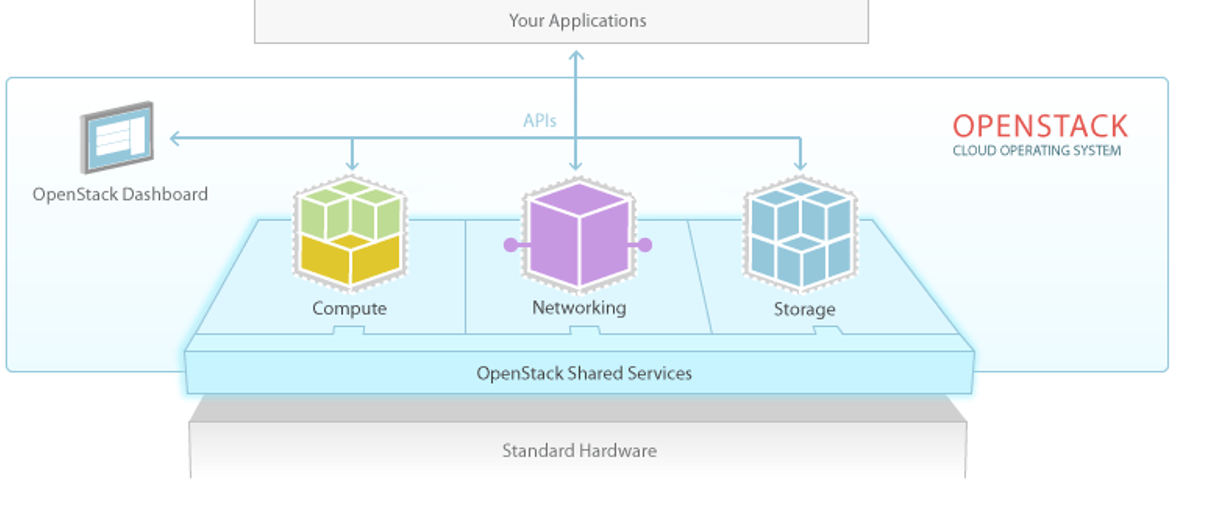 Your Applications
APIs
OPENSTACK
CLOUD OPERATING SYSTEM
OpenStack Dashboard
Compute
Networking
Storage
OpenStack Shared Services
Standard Hardware